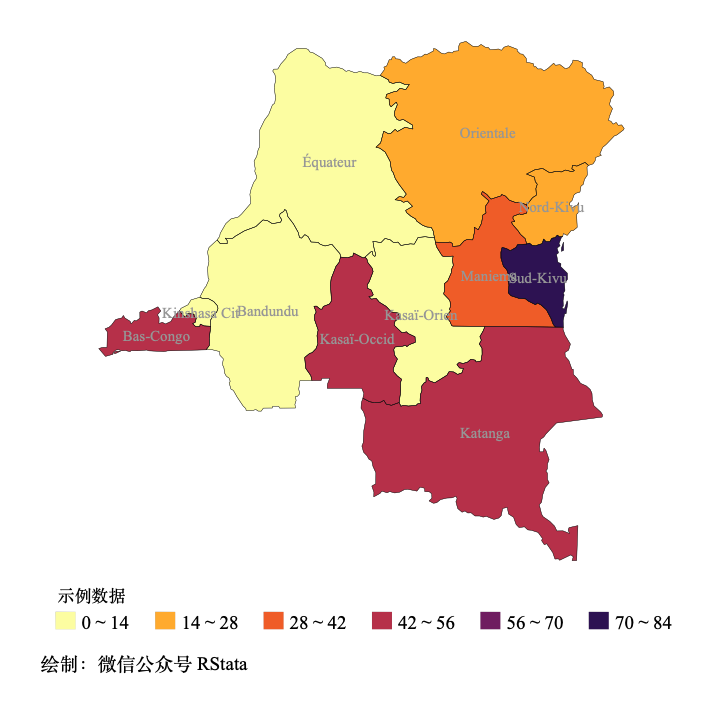 Orientale
Équateur
Nord-Kivu
Maniema
Sud-Kivu
Kinshasa Cit
Bandundu
Kasaï-Orien
Bas-Congo
Kasaï-Occid
Katanga
示例数据
0 ~ 14 14 ~ 28 28 ~ 42 42 ~ 56 56 ~ 70 70 ~ 84
绘制：微信公众号 RStata